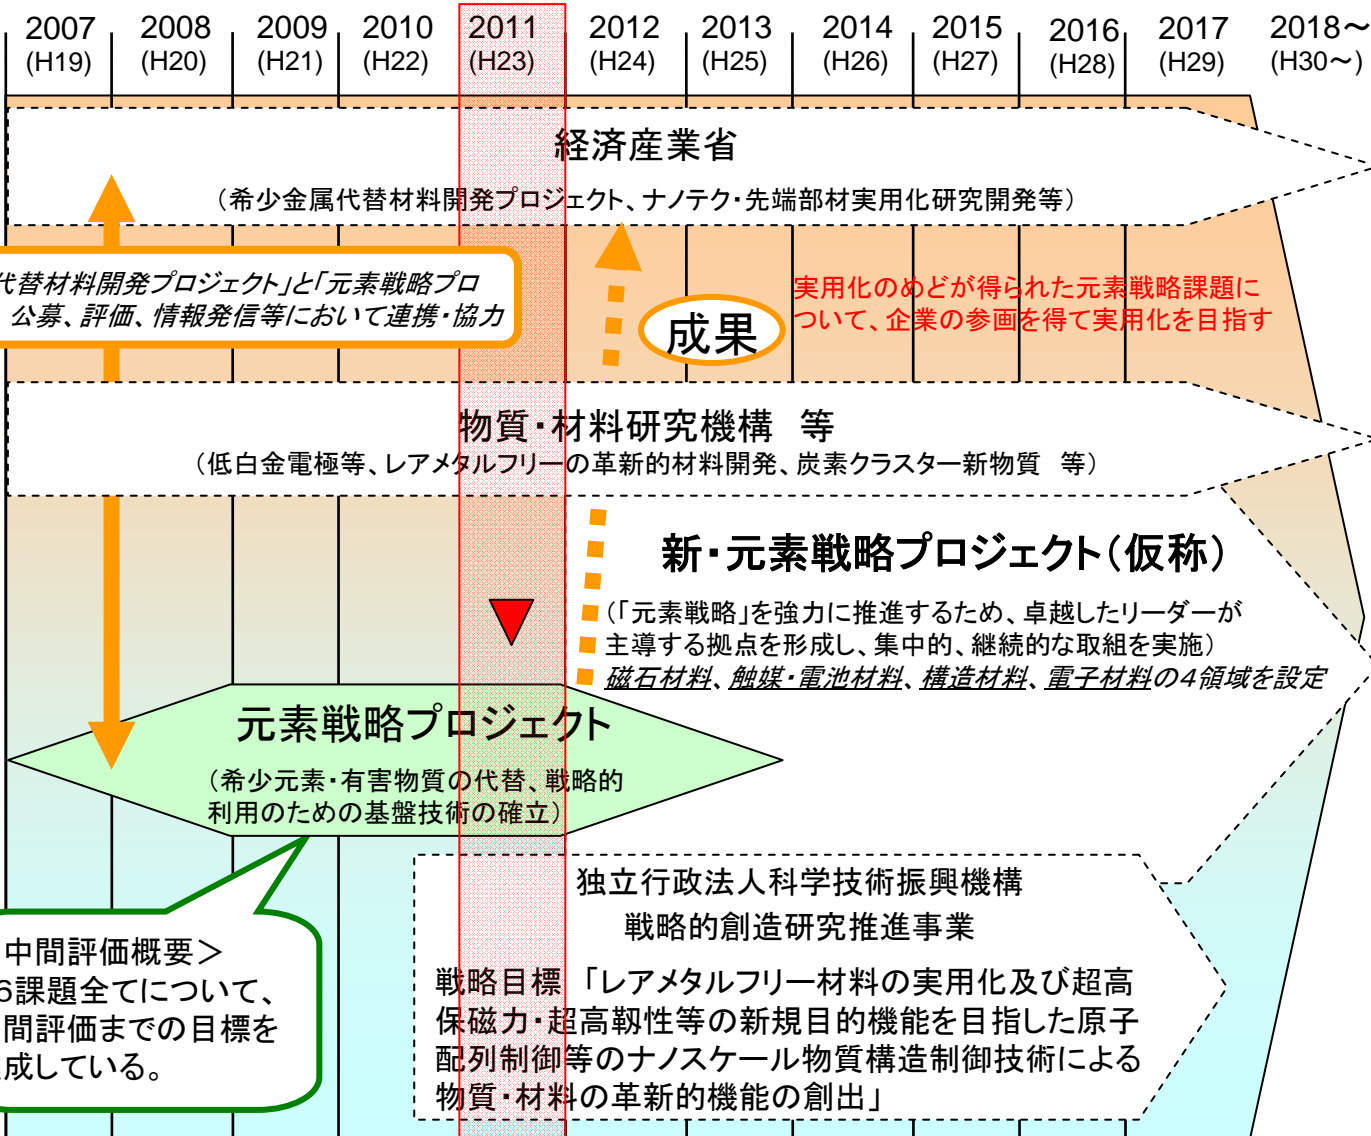 2007 2008 2009 2010 2011 2012 2013 2014 2015 2016 2017 2018～
(H19) (H20) (H21) (H22) (H23) (H24) (H25) (H26) (H27) (H28) (H29) (H30～)
経済産業省
（希少金属代替材料開発プロジェクト、ナノテク・先端部材実用化研究開発等）
代替材料開発プロジェクト」と「元素戦略プロ
公募、評価、情報発信等において連携・協力
成果
実用化のめどが得られた元素戦略課題に
ついて、企業の参画を得て実用化を目指す
物質・材料研究機構　等
（低白金電極等、レアメタルフリーの革新的材料開発、炭素クラスター新物質　等）
新・元素戦略プロジェクト（仮称）
（「元素戦略」を強力に推進するため、卓越したリーダーが
主導する拠点を形成し、集中的、継続的な取組を実施）
磁石材料、触媒・電池材料、構造材料、電子材料の４領域を設定
元素戦略プロジェクト
（希少元素・有害物質の代替、戦略的
利用のための基盤技術の確立）
中間評価概要＞
6課題全てについて、
間評価までの目標を
成している。
独立行政法人科学技術振興機構
戦略的創造研究推進事業
戦略目標　「レアメタルフリー材料の実用化及び超高
保磁力・超高靱性等の新規目的機能を目指した原子
配列制御等のナノスケール物質構造制御技術による
物質・材料の革新的機能の創出」